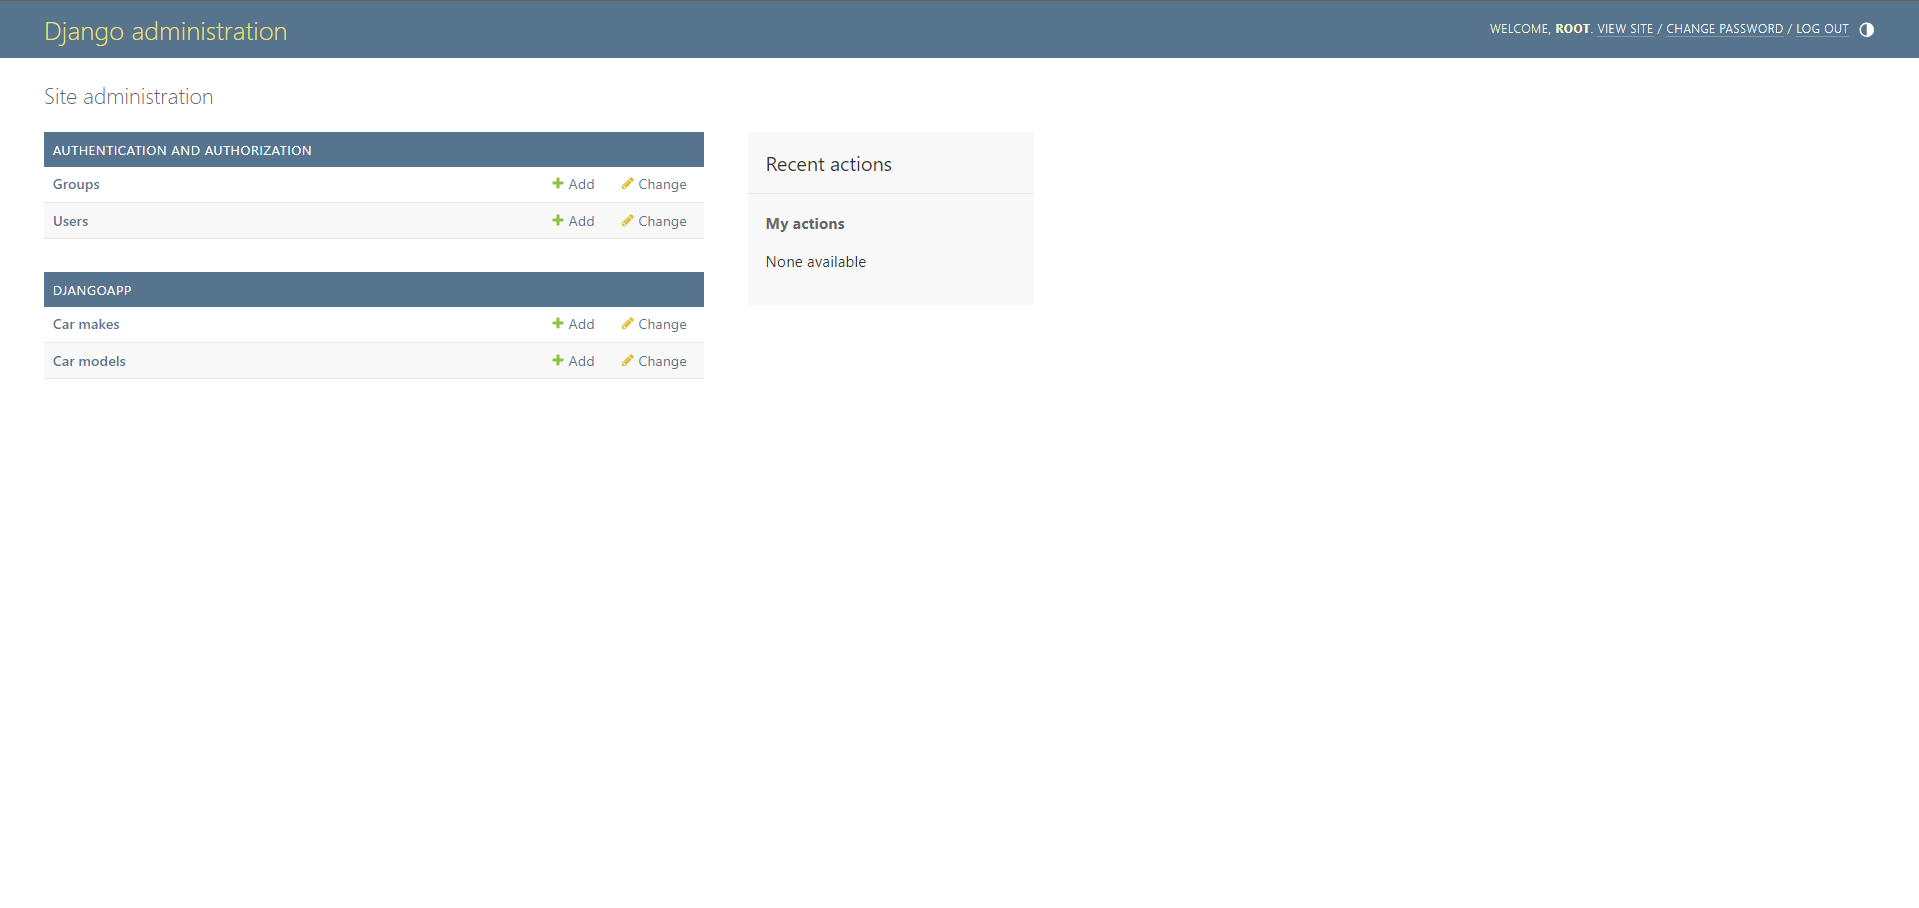 Django administration
WELCOME, ROOT. VIEW SITE / CHANGE PASSWORD / LOG OUT
Site administration
AUTHENTICATION AND AUTHORIZATION
Groups Add Change
Users Add Change
DJANGOAPP
Car makes Add Change
Car models Add Change
Recent actions
My actions
None available